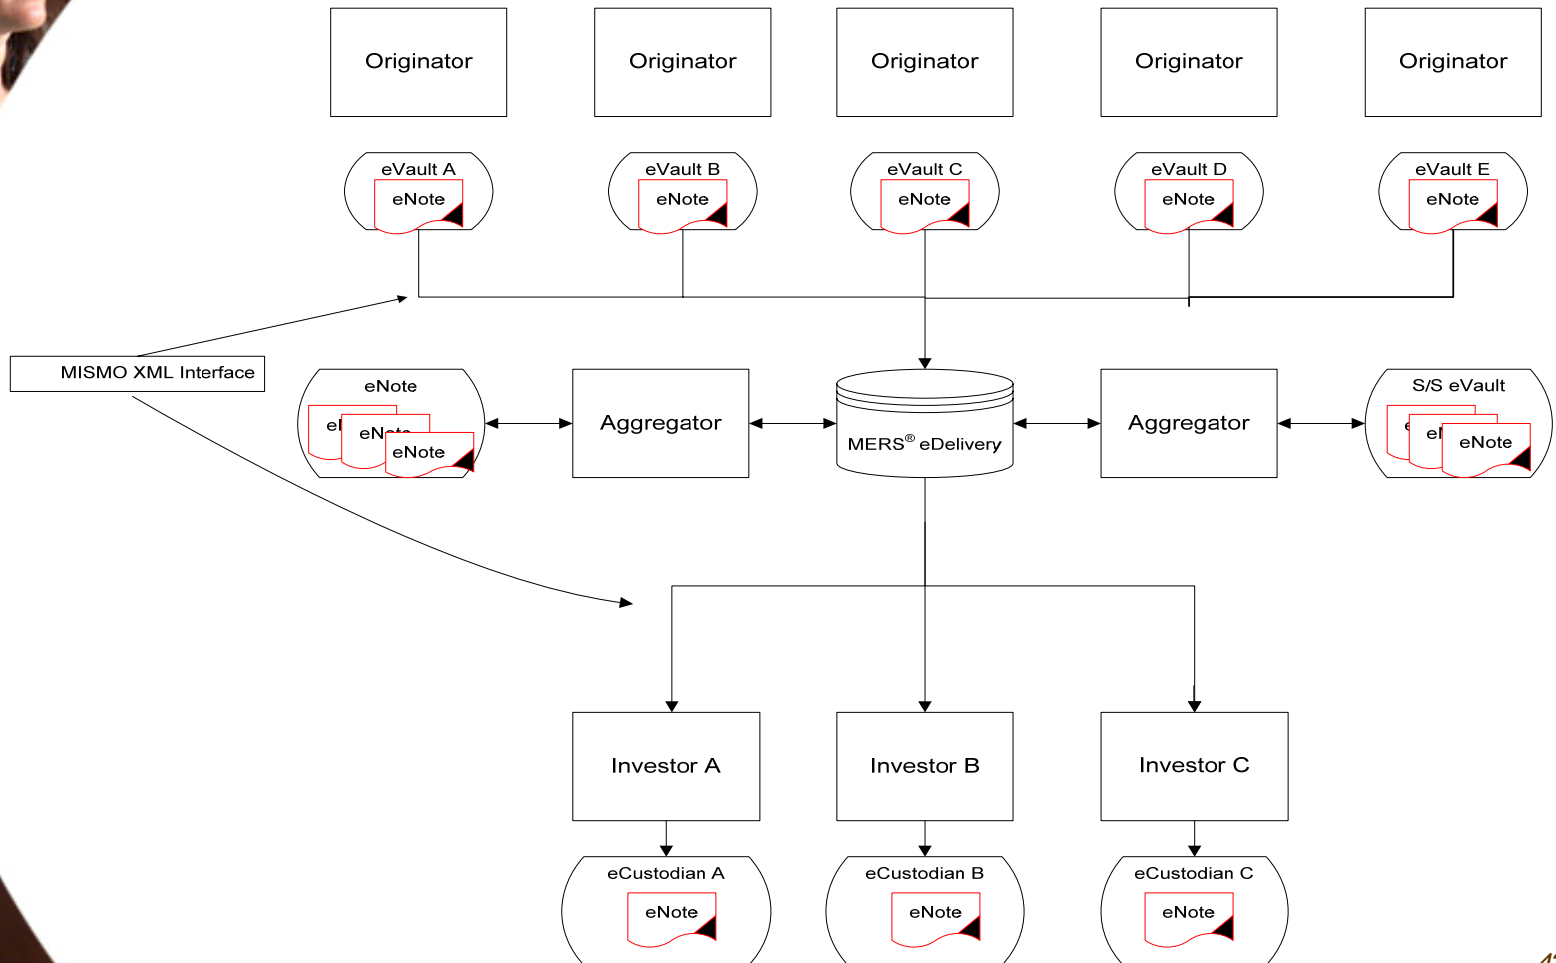 Originator
Originator
Originator
Originator
Originator
eVault A
eNote
eVault B
eNote
eVault C
eNote
eVault D
eNote
eVault E
eNote
MISMO XML Interface
eNote
eNote
Aggregator
MERS® eDelivery
Aggregator
S/S eVault
eNote
Investor A
Investor B
Investor C
eCustodian A
eNote
eCustodian B
eNote
eCustodian C
eNote